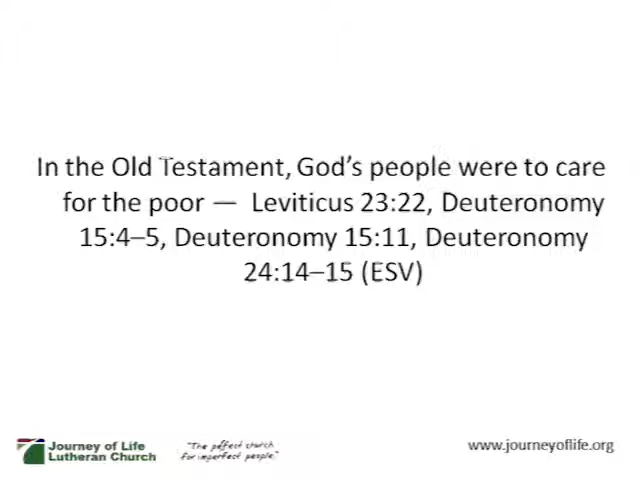 In the Old Testament, God's people were to care
for the poor — Leviticus 23:22, Deuteronomy
15:4–5, Deuteronomy 15:11, Deuteronomy
24:14–15 (ESV)
Journey of Life
Lutheran Church
"The perfect church
for imperfect people."
www.journeyoflife.org